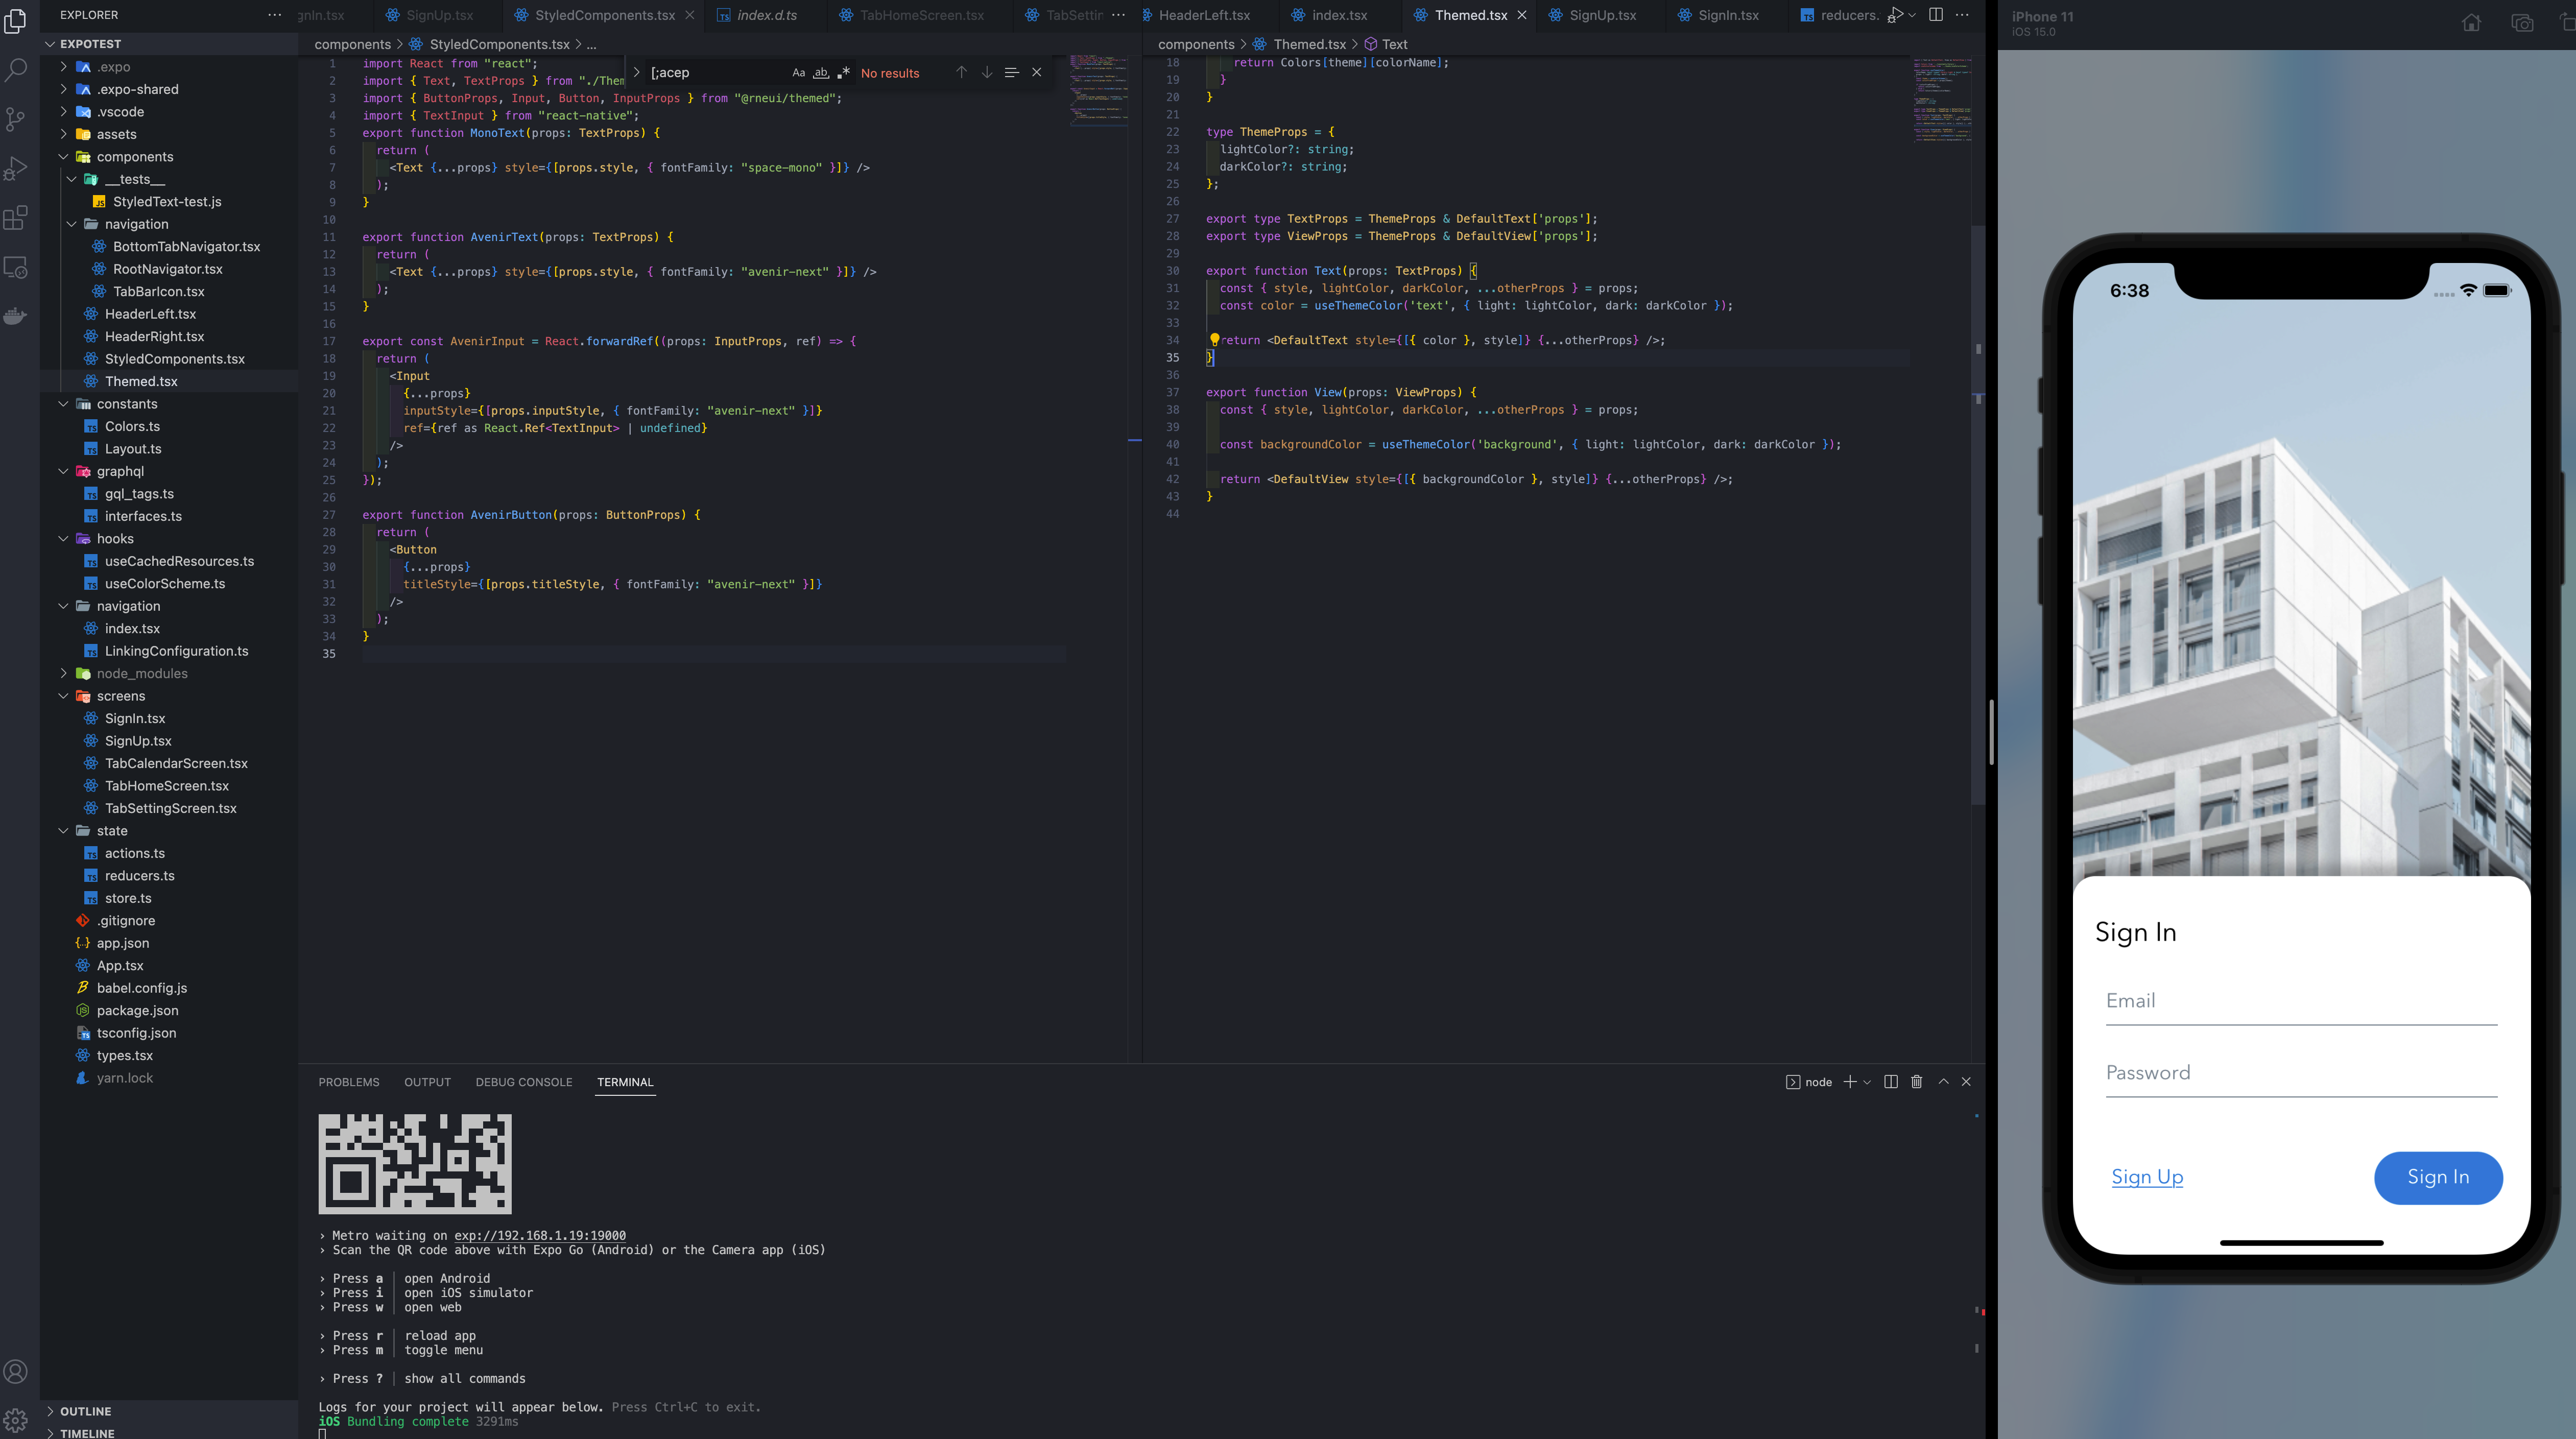 EXPLORER
EXPOTEST
.expo
.expo-shared
.vscode
assets
components
__tests__
StyledText-test.js
navigation
BottomTabNavigator.tsx
RootNavigator.tsx
TabBarIcon.tsx
HeaderLeft.tsx
HeaderRight.tsx
StyledComponents.tsx
Themed.tsx
constants
Colors.ts
Layout.ts
graphql
gql_tags.ts
interfaces.ts
hooks
useCachedResources.ts
useColorScheme.ts
navigation
index.tsx
LinkingConfiguration.ts
node_modules
screens
SignIn.tsx
SignUp.tsx
TabCalendarScreen.tsx
TabHomeScreen.tsx
TabSettingScreen.tsx
state
actions.ts
reducers.ts
store.ts
.gitignore
app.json
App.tsx
babel.config.js
package.json
tsconfig.json
types.tsx
yarn.lock
OUTLINE
TIMELINE
gnIn.tsx SignUp.tsx StyledComponents.tsx index.d.ts TabHomeScreen.tsx TabSettin
components > StyledComponents.tsx > ...
[;acep Aa ab .* No results
1 import React from "react";
2 import { Text, TextProps } from "./Them
3 import { ButtonProps, Input, Button, InputProps } from "@rneui/themed";
4 import { TextInput } from "react-native";
5 export function MonoText(props: TextProps) {
6 return (
7 <Text {...props} style={[props.style, { fontFamily: "space-mono" }]} />
8 );
9 }
10
11 export function AvenirText(props: TextProps) {
12 return (
13 <Text {...props} style={[props.style, { fontFamily: "avenir-next" }]} />
14 );
15 }
16
17 export const AvenirInput = React.forwardRef((props: InputProps, ref) => {
18 return (
19 <Input
20 {...props}
21 inputStyle={[props.inputStyle, { fontFamily: "avenir-next" }]}
22 ref={ref as React.Ref<TextInput> | undefined}
23 />
24 );
25 });
26
27 export function AvenirButton(props: ButtonProps) {
28 return (
29 <Button
30 {...props}
31 titleStyle={[props.titleStyle, { fontFamily: "avenir-next" }]}
32 />
33 );
34 }
35
HeaderLeft.tsx index.tsx Themed.tsx SignUp.tsx SignIn.tsx reducers.
components > Themed.tsx > Text
18 return Colors[theme][colorName];
19 }
20 }
21
22 type ThemeProps = {
23 lightColor?: string;
24 darkColor?: string;
25 };
26
27 export type TextProps = ThemeProps & DefaultText['props'];
28 export type ViewProps = ThemeProps & DefaultView['props'];
29
30 export function Text(props: TextProps) {
31 const { style, lightColor, darkColor, ...otherProps } = props;
32 const color = useThemeColor('text', { light: lightColor, dark: darkColor });
33
34 return <DefaultText style={[{ color }, style]} {...otherProps} />;
35 }
36
37 export function View(props: ViewProps) {
38 const { style, lightColor, darkColor, ...otherProps } = props;
39
40 const backgroundColor = useThemeColor('background', { light: lightColor, dark: darkColor });
41
42 return <DefaultView style={[{ backgroundColor }, style]} {...otherProps} />;
43 }
44
PROBLEMS OUTPUT DEBUG CONSOLE TERMINAL
node
› Metro waiting on exp://192.168.1.19:19000
› Scan the QR code above with Expo Go (Android) or the Camera app (iOS)
› Press a │ open Android
› Press i │ open iOS simulator
› Press w │ open web
› Press r │ reload app
› Press m │ toggle menu
› Press ? │ show all commands
Logs for your project will appear below. Press Ctrl+C to exit.
iOS Bundling complete 3291ms
iPhone 11
iOS 15.0
6:38
Sign In
Email
Password
Sign Up
Sign In